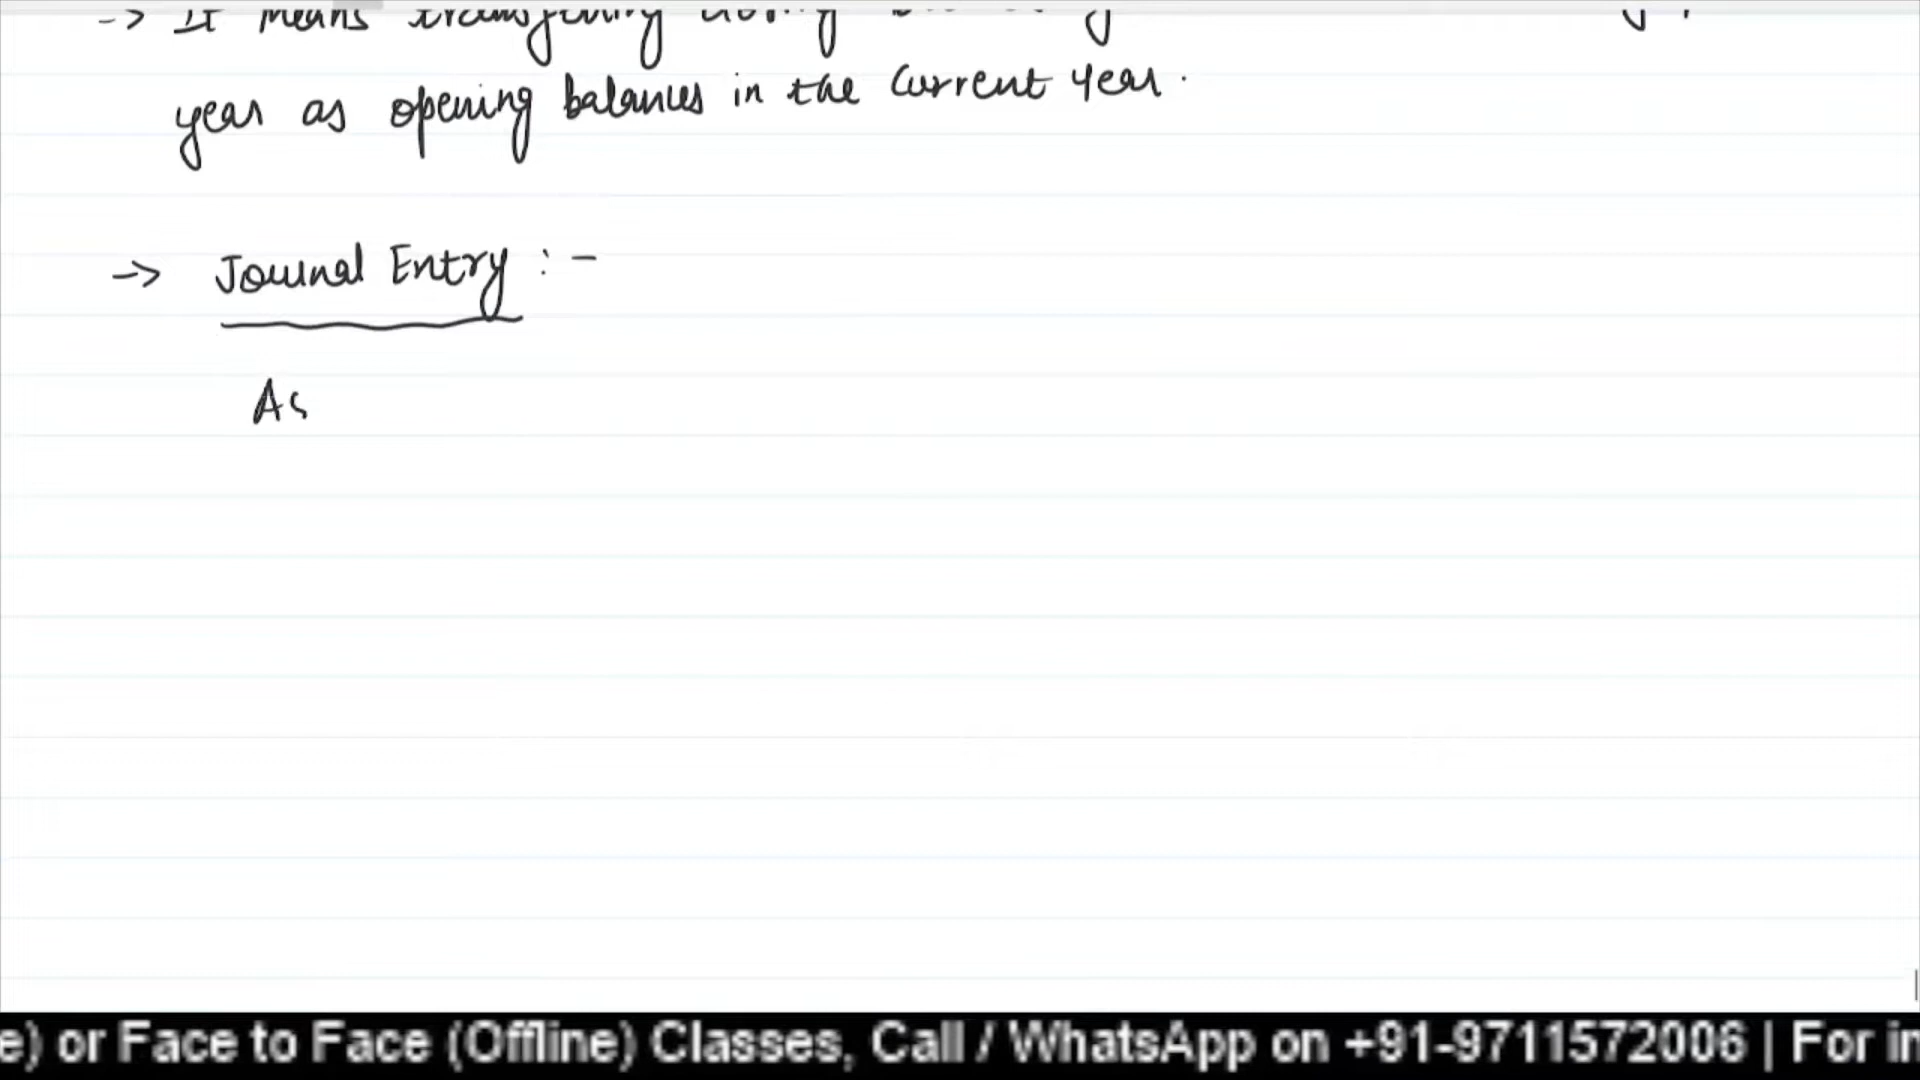 -> It means
year as opening balances in the current year.
-> Journal Entry :-
As
e) or Face to Face (Offline) Classes, Call / WhatsApp on +91-9711572006 | For in